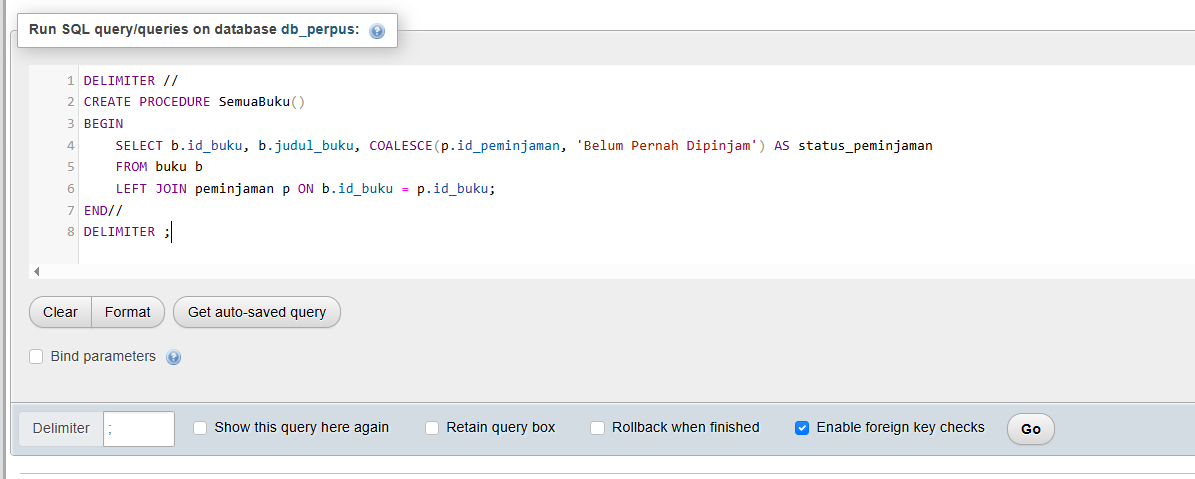 Run SQL query/queries on database db_perpus:
1 DELIMITER //
2 CREATE PROCEDURE SemuaBuku()
3 BEGIN
4     SELECT b.id_buku, b.judul_buku, COALESCE(p.id_peminjaman, 'Belum Pernah Dipinjam') AS status_peminjaman
5     FROM buku b
6     LEFT JOIN peminjaman p ON b.id_buku = p.id_buku;
7 END//
8 DELIMITER ;
Clear Format Get auto-saved query
Bind parameters
Delimiter ; Show this query here again Retain query box Rollback when finished Enable foreign key checks Go